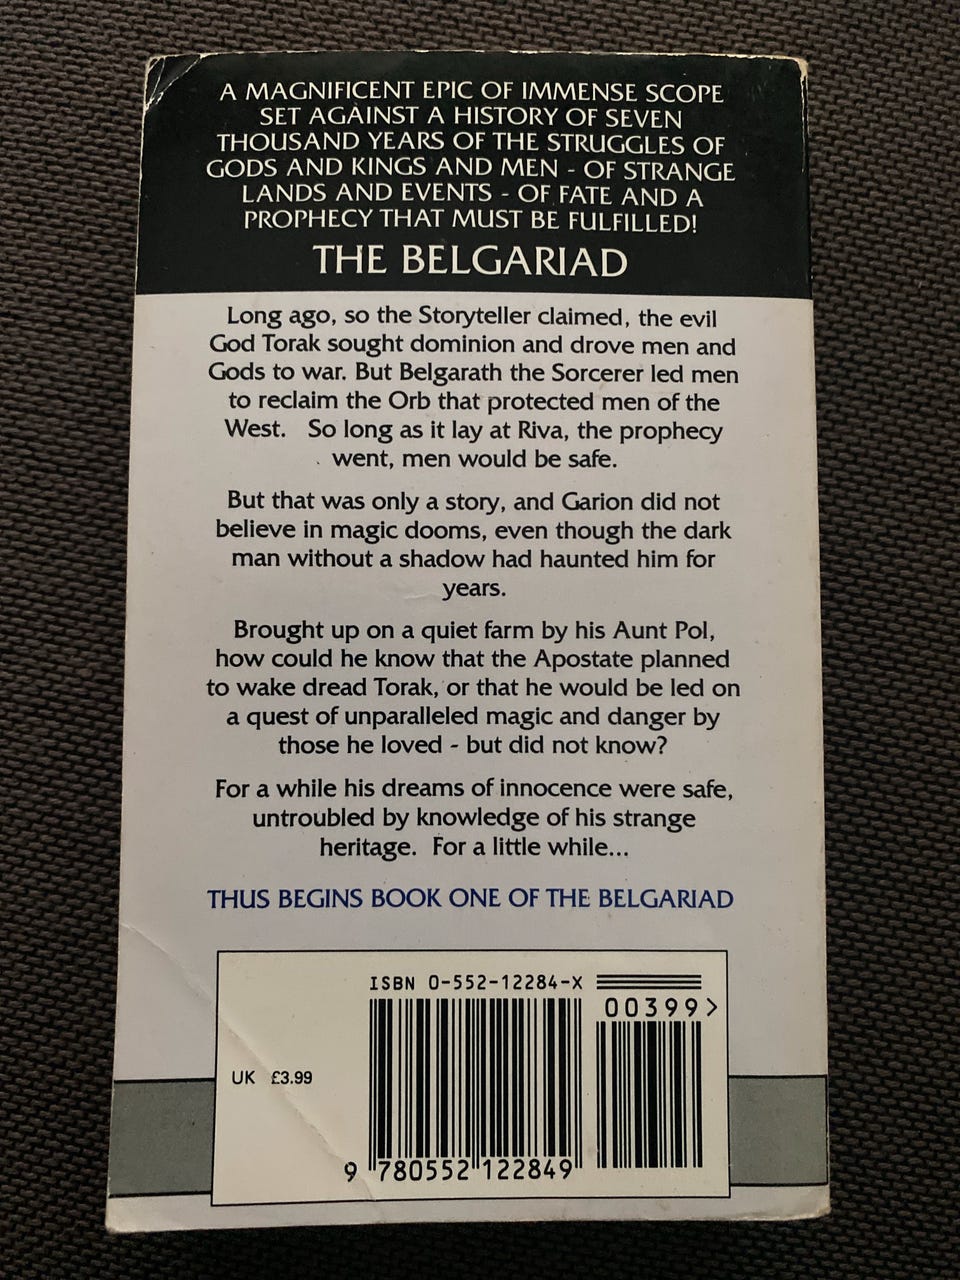 A MAGNIFICENT EPIC OF IMMENSE SCOPE
SET AGAINST A HISTORY OF SEVEN
THOUSAND YEARS OF THE STRUGGLES OF
GODS AND KINGS AND MEN - OF STRANGE
LANDS AND EVENTS - OF FATE AND A
PROPHECY THAT MUST BE FULFILLED!
THE BELGARIAD
Long ago, so the Storyteller claimed, the evil
God Torak sought dominion and drove men and
Gods to war. But Belgarath the Sorcerer led men
to reclaim the Orb that protected men of the
West. So long as it lay at Riva, the prophecy
went, men would be safe.
But that was only a story, and Garion did not
believe in magic dooms, even though the dark
man without a shadow had haunted him for
years.
Brought up on a quiet farm by his Aunt Pol,
how could he know that the Apostate planned
to wake dread Torak, or that he would be led on
a quest of unparalleled magic and danger by
those he loved - but did not know?
For a while his dreams of innocence were safe,
untroubled by knowledge of his strange
heritage. For a little while...
THUS BEGINS BOOK ONE OF THE BELGARIAD
ISBN 0-552-12284-X
00399>
UK £3.99
9 780552 122849